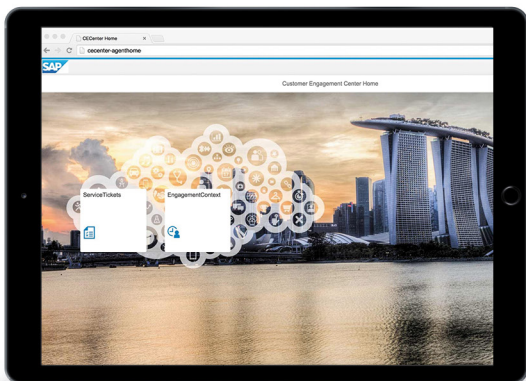 CECenter Home
cecenter-agenthome
SAP
Customer Engagement Center Home
ServiceTickets
EngagementContext